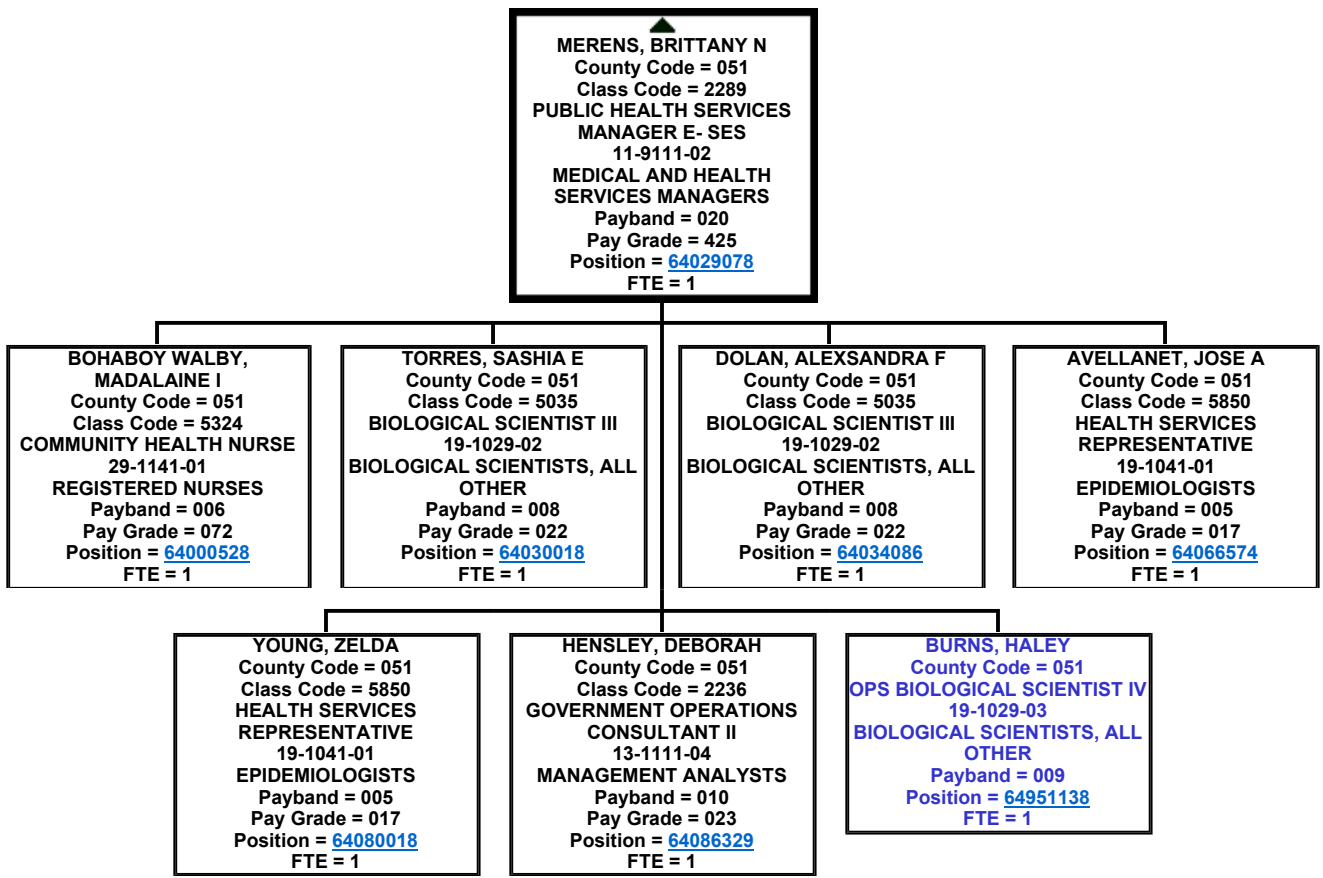 MERENS, BRITTANY N
County Code = 051
Class Code = 2289
PUBLIC HEALTH SERVICES
MANAGER E- SES
11-9111-02
MEDICAL AND HEALTH
SERVICES MANAGERS
Payband = 020
Pay Grade = 425
Position = 64029078
FTE = 1
BOHABOY WALBY,
MADALAINE I
County Code = 051
Class Code = 5324
COMMUNITY HEALTH NURSE
29-1141-01
REGISTERED NURSES
Payband = 006
Pay Grade = 072
Position = 64000528
FTE = 1
TORRES, SASHIA E
County Code = 051
Class Code = 5035
BIOLOGICAL SCIENTIST III
19-1029-02
BIOLOGICAL SCIENTISTS, ALL
OTHER
Payband = 008
Pay Grade = 022
Position = 64030018
FTE = 1
DOLAN, ALEXSANDRA F
County Code = 051
Class Code = 5035
BIOLOGICAL SCIENTIST III
19-1029-02
BIOLOGICAL SCIENTISTS, ALL
OTHER
Payband = 008
Pay Grade = 022
Position = 64034086
FTE = 1
AVELLANET, JOSE A
County Code = 051
Class Code = 5850
HEALTH SERVICES
REPRESENTATIVE
19-1041-01
EPIDEMIOLOGISTS
Payband = 005
Pay Grade = 017
Position = 64066574
FTE = 1
YOUNG, ZELDA
County Code = 051
Class Code = 5850
HEALTH SERVICES
REPRESENTATIVE
19-1041-01
EPIDEMIOLOGISTS
Payband = 005
Pay Grade = 017
Position = 64080018
FTE = 1
HENSLEY, DEBORAH
County Code = 051
Class Code = 2236
GOVERNMENT OPERATIONS
CONSULTANT II
13-1111-04
MANAGEMENT ANALYSTS
Payband = 010
Pay Grade = 023
Position = 64086329
FTE = 1
BURNS, HALEY
County Code = 051
OPS BIOLOGICAL SCIENTIST IV
19-1029-03
BIOLOGICAL SCIENTISTS, ALL
OTHER
Payband = 009
Position = 64951138
FTE = 1